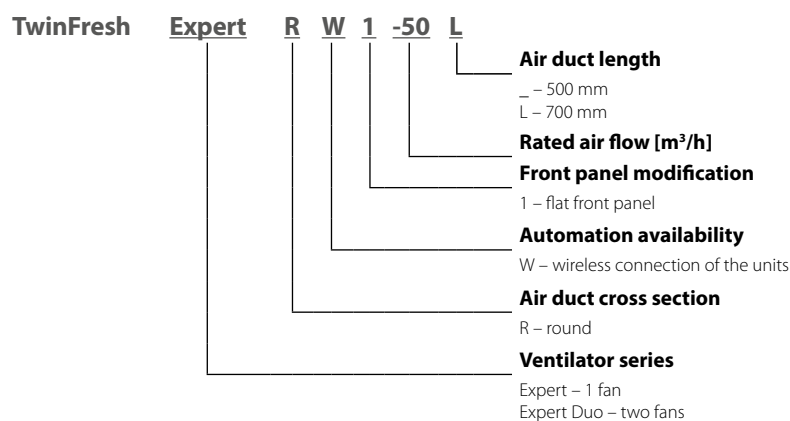 TwinFresh Expert R W 1 -50 L
Air duct length
_ – 500 mm
L – 700 mm
Rated air flow [m³/h]
Front panel modification
1 – flat front panel
Automation availability
W – wireless connection of the units
Air duct cross section
R – round
Ventilator series
Expert – 1 fan
Expert Duo – two fans